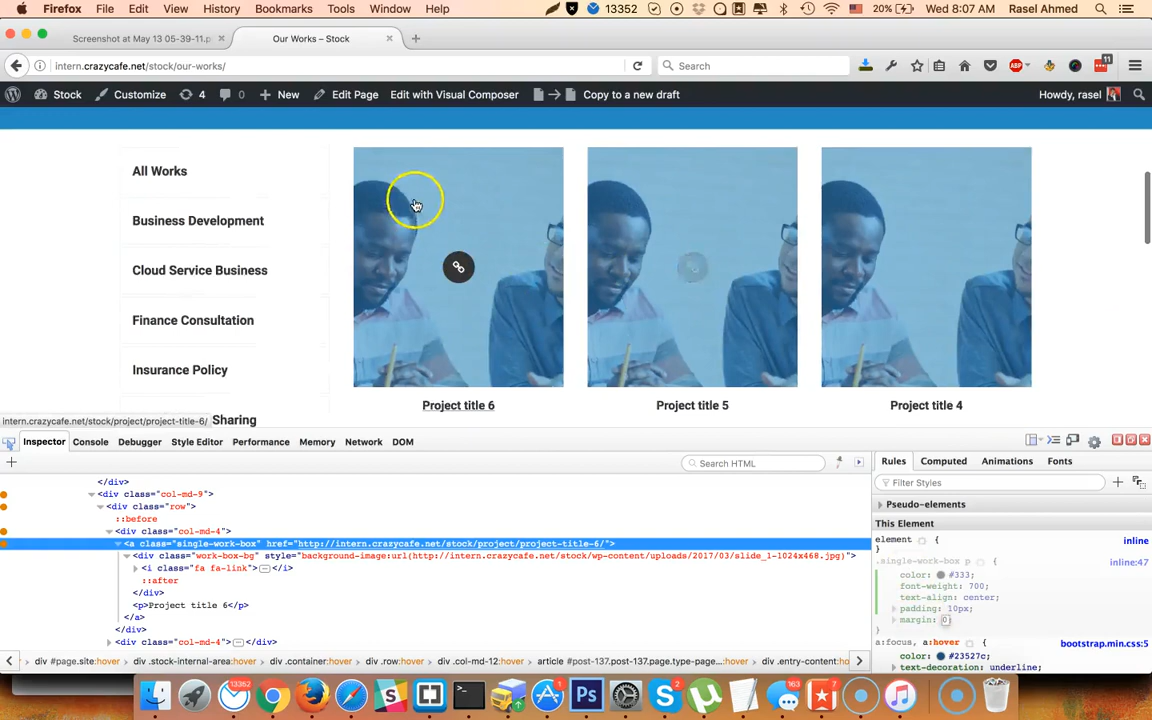 Firefox File Edit View History Bookmarks Tools Window Help 13352 20% Wed 8:07 AM Rasel Ahmed
Screenshot at May 13 05-39-11.p
Our Works – Stock
intern.crazycafe.net/stock/our-works/
Search
ABP
11
Stock Customize 4 0 New Edit Page Edit with Visual Composer Copy to a new draft Howdy, rasel
All Works
Business Development
Cloud Service Business
Finance Consultation
Insurance Policy
Sharing
Project title 6
Project title 5
Project title 4
intern.crazycafe.net/stock/project/project-title-6/
Inspector Console Debugger Style Editor Performance Memory Network DOM
Search HTML
</div>
<div class="col-md-9">
<div class="row">
::before
<div class="col-md-4">
<a class="single-work-box" href="http://intern.crazycafe.net/stock/project/project-title-6/">
<div class="work-box-bg" style="background-image:url(http://intern.crazycafe.net/stock/wp-content/uploads/2017/03/slide_1-1024x468.jpg)">
<i class="fa fa-link"></i>
::after
</div>
<p>Project title 6</p>
</a>
</div>
<div class="col-md-4"></div>
div #page.site:hover div .stock-internal-area:hover div .container:hover div .row:hover div .col-md-12:hover article #post-137.post-137.page.type-page...:hover div .entry-content:ho
Rules Computed Animations Fonts
Filter Styles
Pseudo-elements
This Element
element { inline
}
.single-work-box p { inline:47
color: #333;
font-weight: 700;
text-align: center;
padding: 10px;
margin: 0;
}
a:focus, a:hover { bootstrap.min.css:5
color: #23527c;
text-decoration: underline;
13352
1
2
163
7